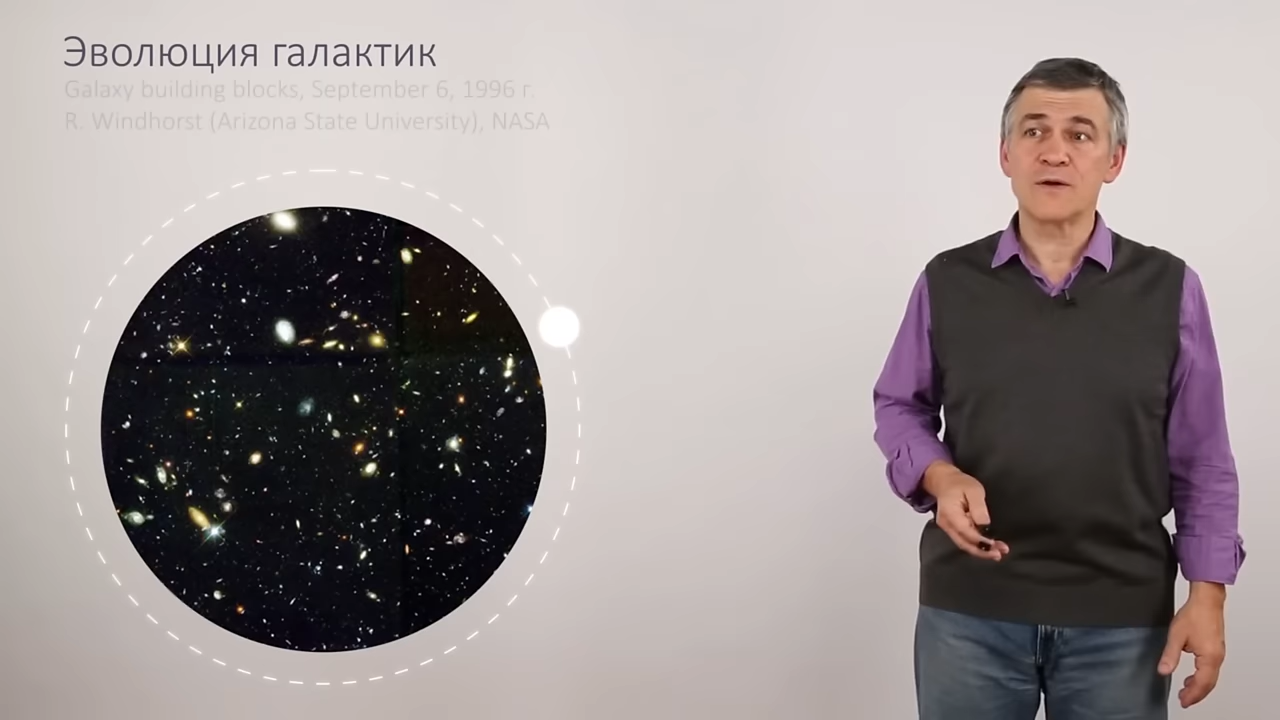 Эволюция галактик
Galaxy building blocks, September 6, 1996 г.
R. Windhorst (Arizona State University), NASA